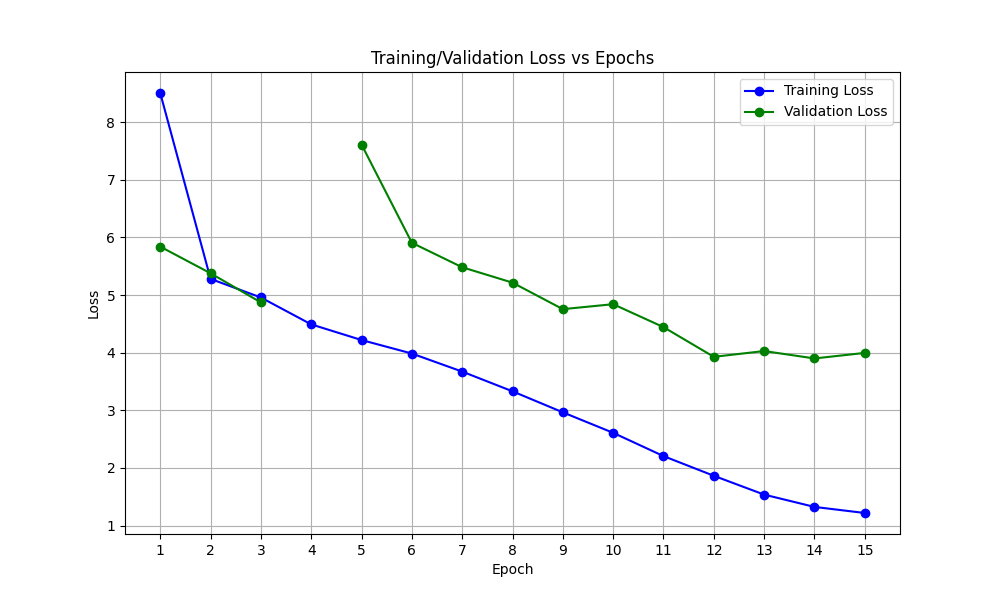 Training/Validation Loss vs Epochs
Training Loss
Validation Loss
8
7
6
5
4
3
2
1
Loss
1 2 3 4 5 6 7 8 9 10 11 12 13 14 15
Epoch